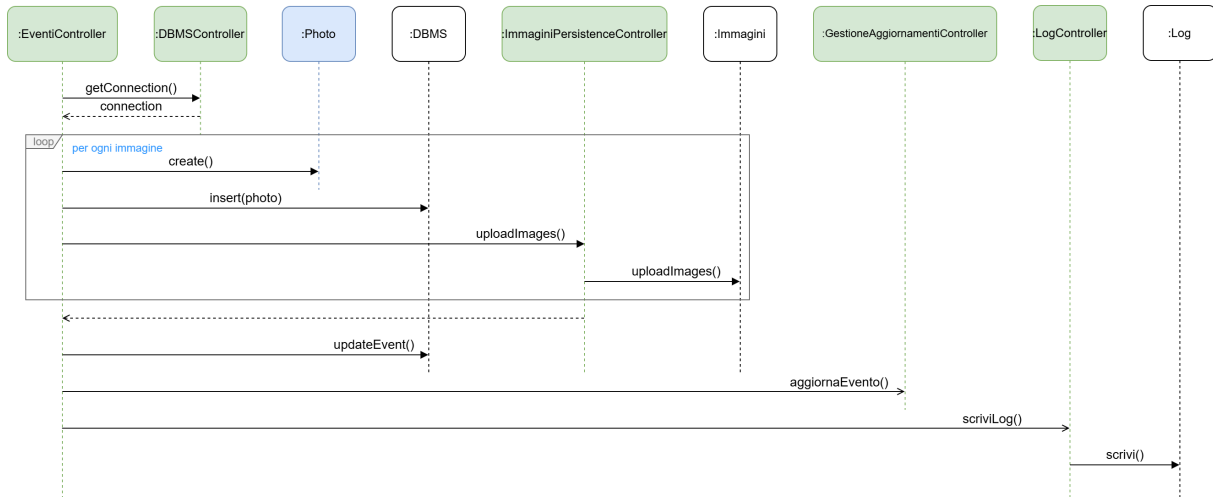 :EventiController
:DBMSController
:Photo
:DBMS
:ImmaginiPersistenceController
:Immagini
:GestioneAggiornamentiController
:LogController
:Log
getConnection()
connection
loop
per ogni immagine
create()
insert(photo)
uploadImages()
uploadImages()
updateEvent()
aggiornaEvento()
scriviLog()
scrivi()